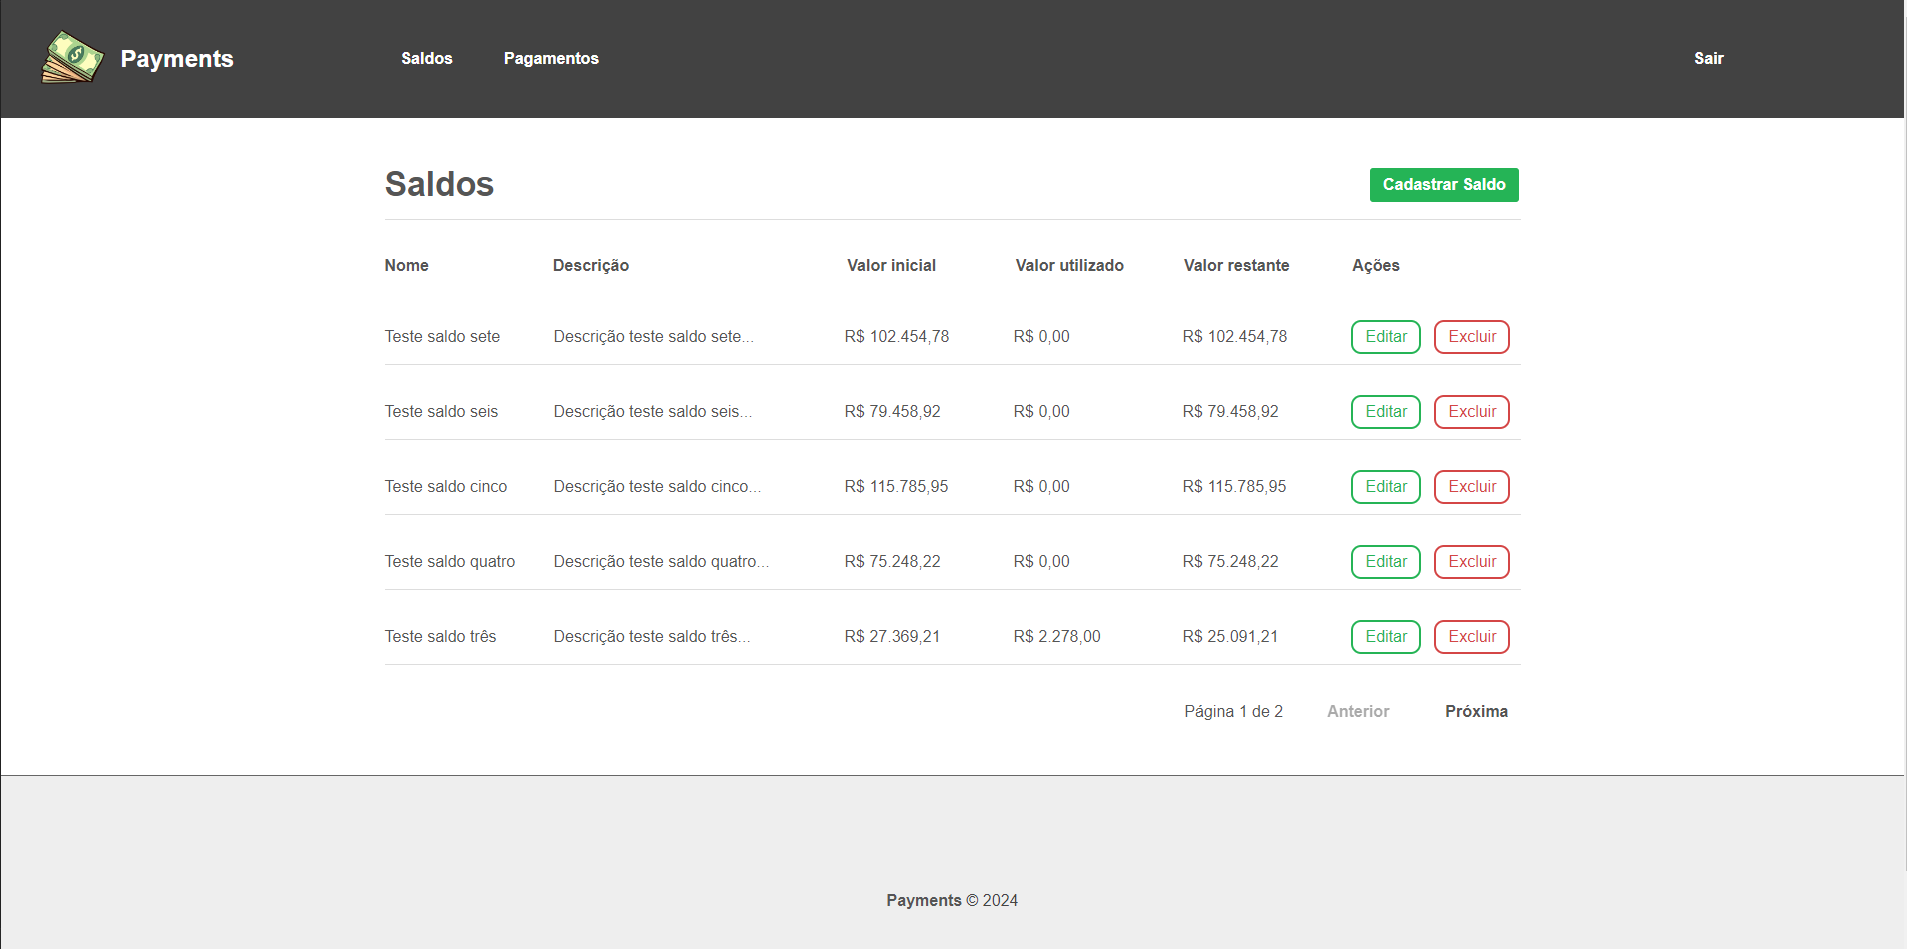 Payments Saldos Pagamentos Sair
Saldos Cadastrar Saldo
Nome Descrição Valor inicial Valor utilizado Valor restante Ações
Teste saldo sete Descrição teste saldo sete... R$ 102.454,78 R$ 0,00 R$ 102.454,78 Editar Excluir
Teste saldo seis Descrição teste saldo seis... R$ 79.458,92 R$ 0,00 R$ 79.458,92 Editar Excluir
Teste saldo cinco Descrição teste saldo cinco... R$ 115.785,95 R$ 0,00 R$ 115.785,95 Editar Excluir
Teste saldo quatro Descrição teste saldo quatro... R$ 75.248,22 R$ 0,00 R$ 75.248,22 Editar Excluir
Teste saldo três Descrição teste saldo três... R$ 27.369,21 R$ 2.278,00 R$ 25.091,21 Editar Excluir
Página 1 de 2 Anterior Próxima
Payments © 2024